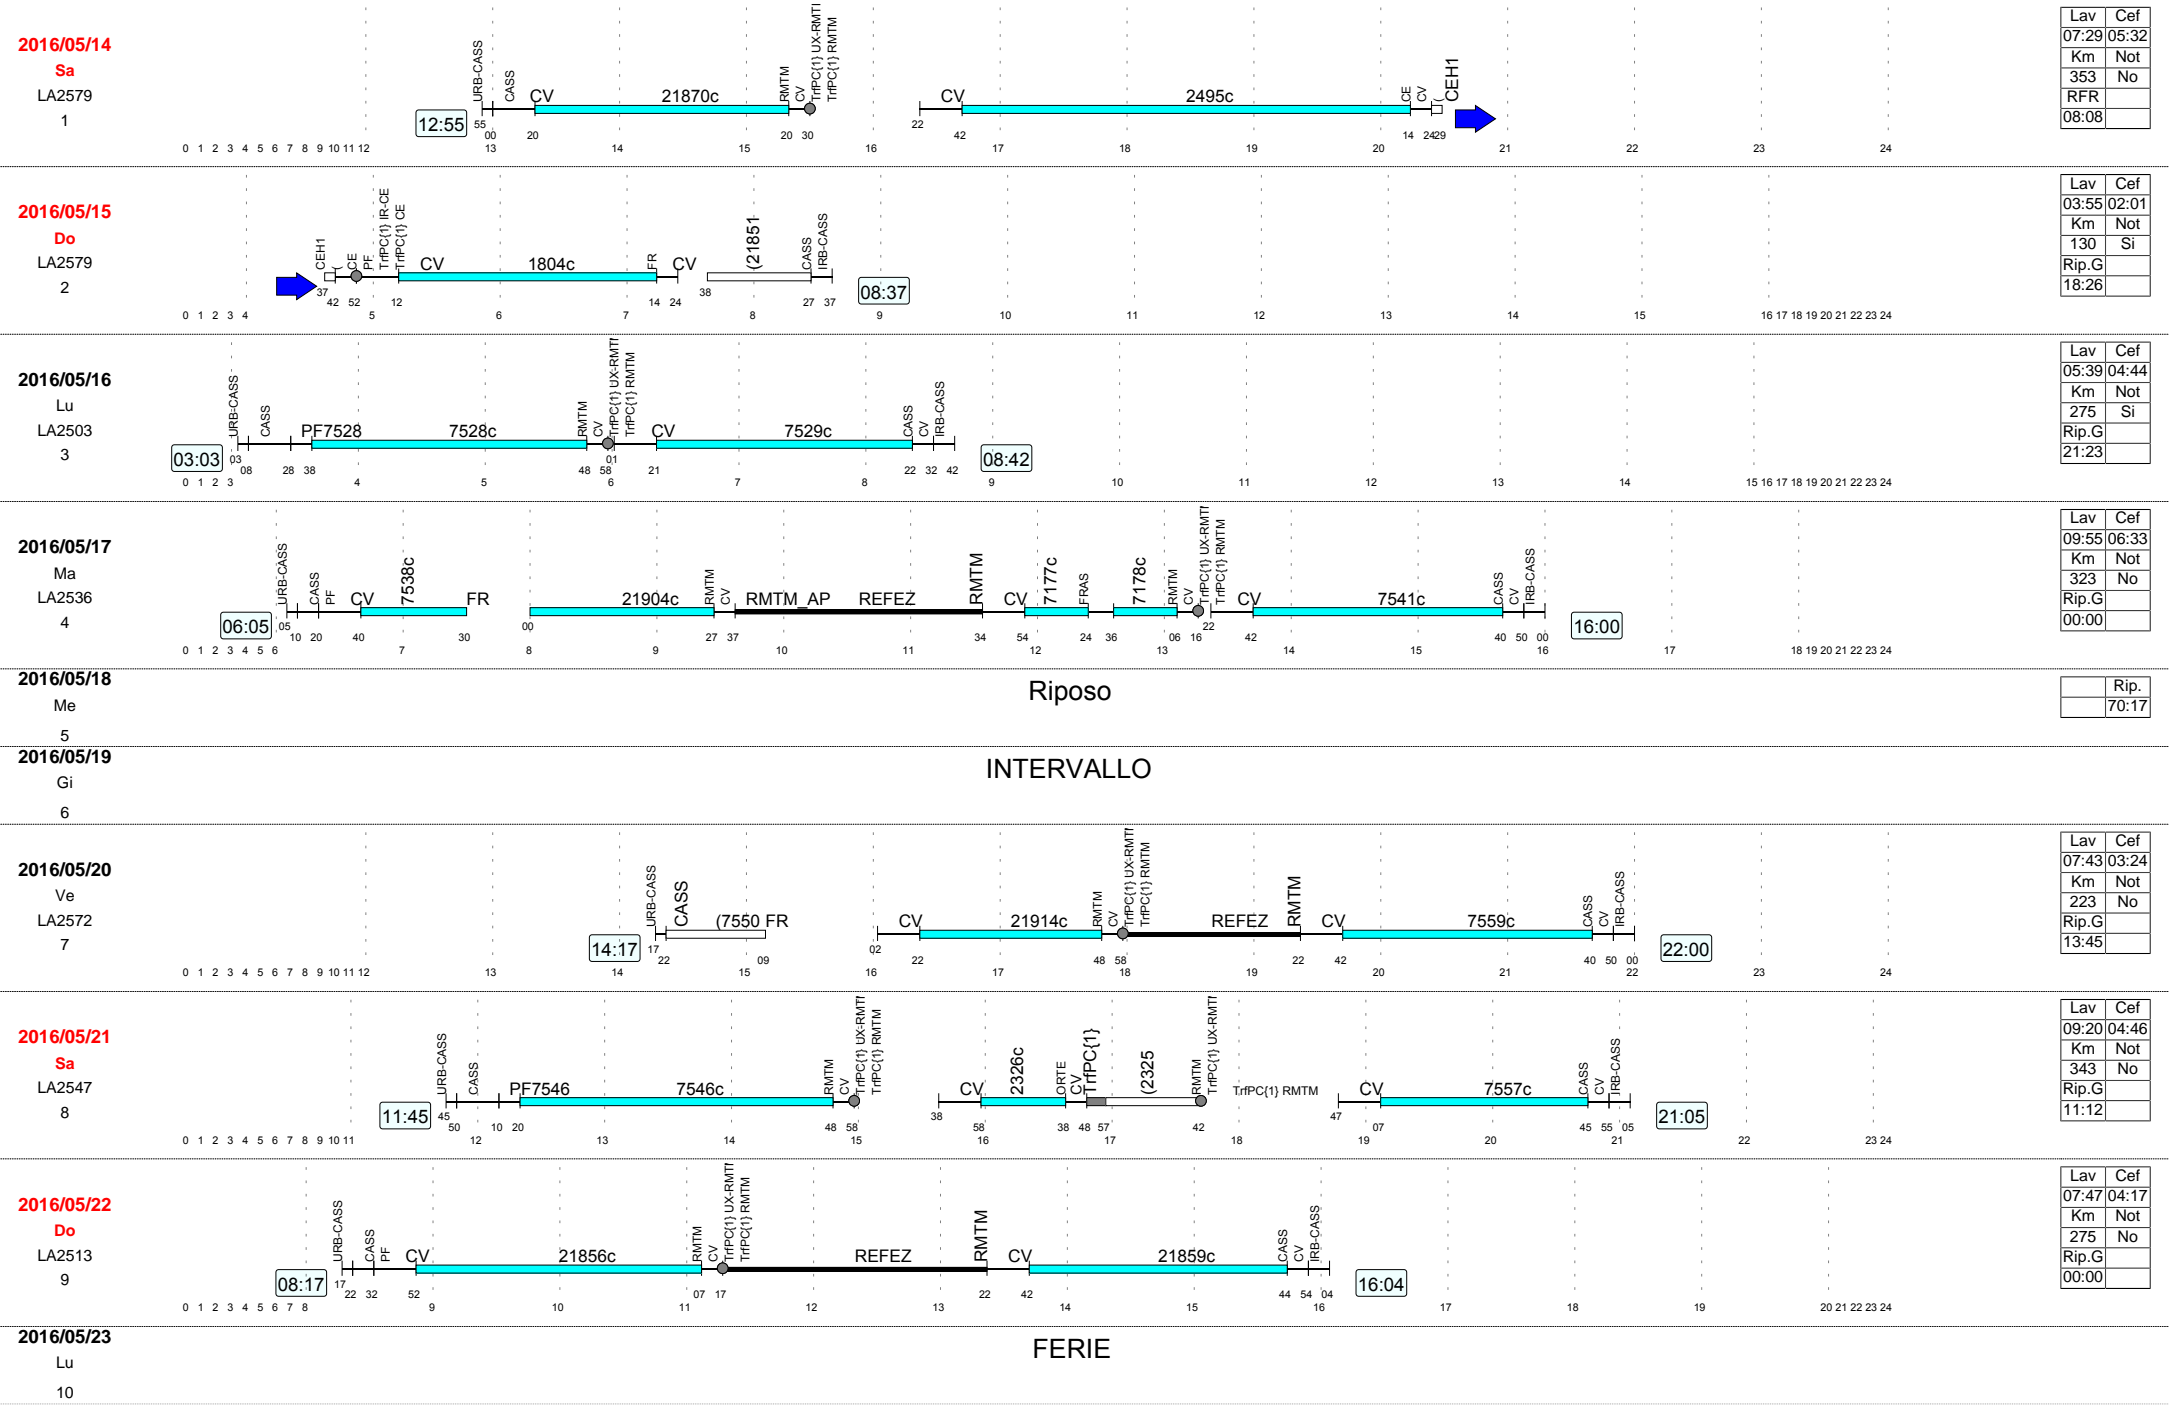 2016/05/14
Sa
LA2579
1
12:55
URB-CASS CASS CV 21870c RMTM CV TrfPC{1} UX-RMTI TrfPC{1} RMTM CV 2495c CE CV ( CEH1
55 00 20 20 30 22 42 14 24 29
0 1 2 3 4 5 6 7 8 9 10 11 12 13 14 15 16 17 18 19 20 21 22 23 24
Lav Cef
07:29 05:32
Km Not
353 No
RFR
08:08
2016/05/15
Do
LA2579
2
CEH1 ( CE PF TrfPC{1} IR-CE TrfPC{1} CE CV 1804c FR CV (21851 CASS IRB-CASS
37 42 52 12 14 24 38 27 37
08:37
0 1 2 3 4 5 6 7 8 9 10 11 12 13 14 15 16 17 18 19 20 21 22 23 24
Lav Cef
03:55 02:01
Km Not
130 Si
Rip.G
18:26
2016/05/16
Lu
LA2503
3
03:03
URB-CASS CASS PF7528 7528c RMTM CV TrfPC{1} UX-RMTI TrfPC{1} RMTM CV 7529c CASS CV IRB-CASS
03 08 28 38 48 58 01 21 22 32 42
08:42
0 1 2 3 4 5 6 7 8 9 10 11 12 13 14 15 16 17 18 19 20 21 22 23 24
Lav Cef
05:39 04:44
Km Not
275 Si
Rip.G
21:23
2016/05/17
Ma
LA2536
4
06:05
URB-CASS CASS PF CV 7538c FR 21904c RMTM CV RMTM_AP REFEZ RMTM CV 7177c FRAS 7178c RMTM CV TrfPC{1} UX-RMTI TrfPC{1} RMTM CV 7541c CASS CV IRB-CASS
05 10 20 40 30 00 27 37 34 54 24 36 06 16 22 42 40 50 00
16:00
0 1 2 3 4 5 6 7 8 9 10 11 12 13 14 15 16 17 18 19 20 21 22 23 24
Lav Cef
09:55 06:33
Km Not
323 No
Rip.G
00:00
2016/05/18
Me
5
Riposo
Rip.
70:17
2016/05/19
Gi
6
INTERVALLO
2016/05/20
Ve
LA2572
7
14:17
URB-CASS CASS (7550 FR CV 21914c RMTM CV TrfPC{1} UX-RMTI TrfPC{1} RMTM REFEZ RMTM CV 7559c CASS CV IRB-CASS
17 22 09 02 22 48 58 22 42 40 50 00
22:00
0 1 2 3 4 5 6 7 8 9 10 11 12 13 14 15 16 17 18 19 20 21 22 23 24
Lav Cef
07:43 03:24
Km Not
223 No
Rip.G
13:45
2016/05/21
Sa
LA2547
8
11:45
URB-CASS CASS PF7546 7546c RMTM CV TrfPC{1} UX-RMTI TrfPC{1} RMTM CV 2326c ORTE CV TrfPC{1} (2325 RMTM TrfPC{1} UX-RMTI TrfPC{1} RMTM CV 7557c CASS CV IRB-CASS
45 50 10 20 48 58 38 58 38 48 57 42 47 07 45 55 05
21:05
0 1 2 3 4 5 6 7 8 9 10 11 12 13 14 15 16 17 18 19 20 21 22 23 24
Lav Cef
09:20 04:46
Km Not
343 No
Rip.G
11:12
2016/05/22
Do
LA2513
9
08:17
URB-CASS CASS PF CV 21856c RMTM CV TrfPC{1} UX-RMTI TrfPC{1} RMTM REFEZ RMTM CV 21859c CASS CV IRB-CASS
17 22 32 52 07 17 22 42 44 54 04
16:04
0 1 2 3 4 5 6 7 8 9 10 11 12 13 14 15 16 17 18 19 20 21 22 23 24
Lav Cef
07:47 04:17
Km Not
275 No
Rip.G
00:00
2016/05/23
Lu
10
FERIE